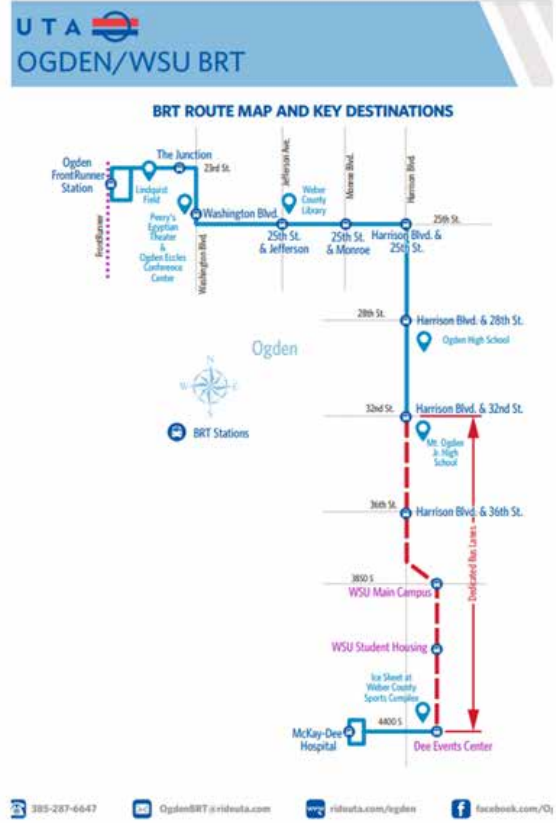 UTA
OGDEN/WSU BRT
BRT ROUTE MAP AND KEY DESTINATIONS
Ogden
FrontRunner
Station
The Junction
23rd St.
Jefferson Ave.
Monroe Blvd.
Harrison Blvd.
Lindquist
Field
Peery's
Egyptian
Theater
&
Ogden Eccles
Conference
Center
FrontRunner
Washington Blvd.
Washington Blvd.
Weber
County
Library
25th St.
25th St.
& Jefferson
25th St.
& Monroe
Harrison Blvd. &
25th St.
28th St.
Harrison Blvd. & 28th St.
Ogden High School
Ogden
N
W
E
S
BRT Stations
32nd St.
Harrison Blvd. & 32nd St.
Mt. Ogden
Jr. High
School
36th St.
Harrison Blvd. & 36th St.
Dedicated Bus Lanes
3850 S
WSU Main Campus
WSU Student Housing
Ice Sheet at
Weber County
Sports Complex
4400 S
McKay-Dee
Hospital
Dee Events Center
385-287-6647
OgdenBRT@rideuta.com
rideuta.com/ogden
facebook.com/O